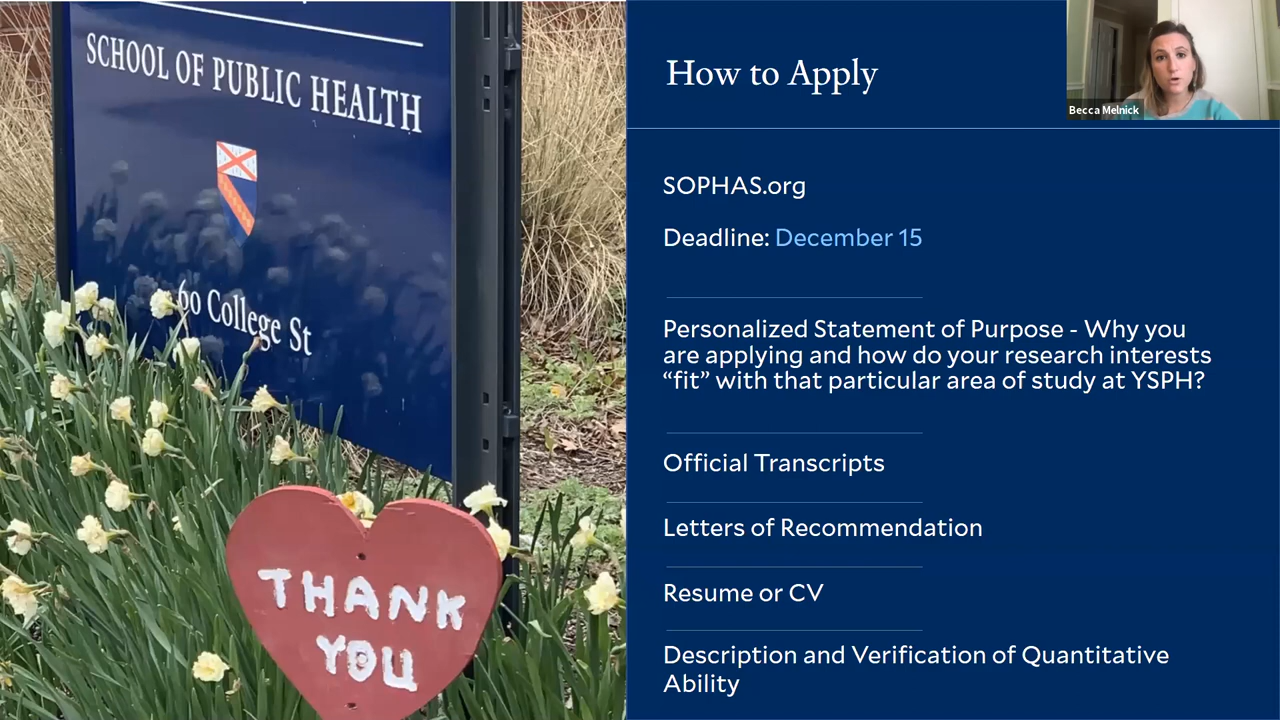 SCHOOL OF PUBLIC HEALTH
60 College St
THANK
YOU
How to Apply
Becca Melnick
SOPHAS.org
Deadline: December 15
Personalized Statement of Purpose - Why you
are applying and how do your research interests
“fit” with that particular area of study at YSPH?
Official Transcripts
Letters of Recommendation
Resume or CV
Description and Verification of Quantitative
Ability